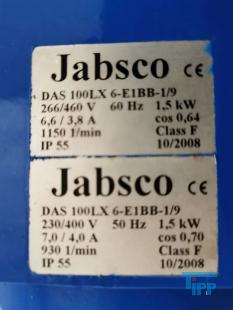 Jabsco CE
DAS 100LX 6-E1BB-1/9
266/460 V 60 Hz 1,5 kW
6,6 / 3,8 A cos 0,64
1150 1/min Class F
IP 55 10/2008
Jabsco CE
DAS 100LX 6-E1BB-1/9
230/400 V 50 Hz 1,5 kW
7,0 / 4,0 A cos 0,70
930 1/min Class F
IP 55 10/2008
TIPP